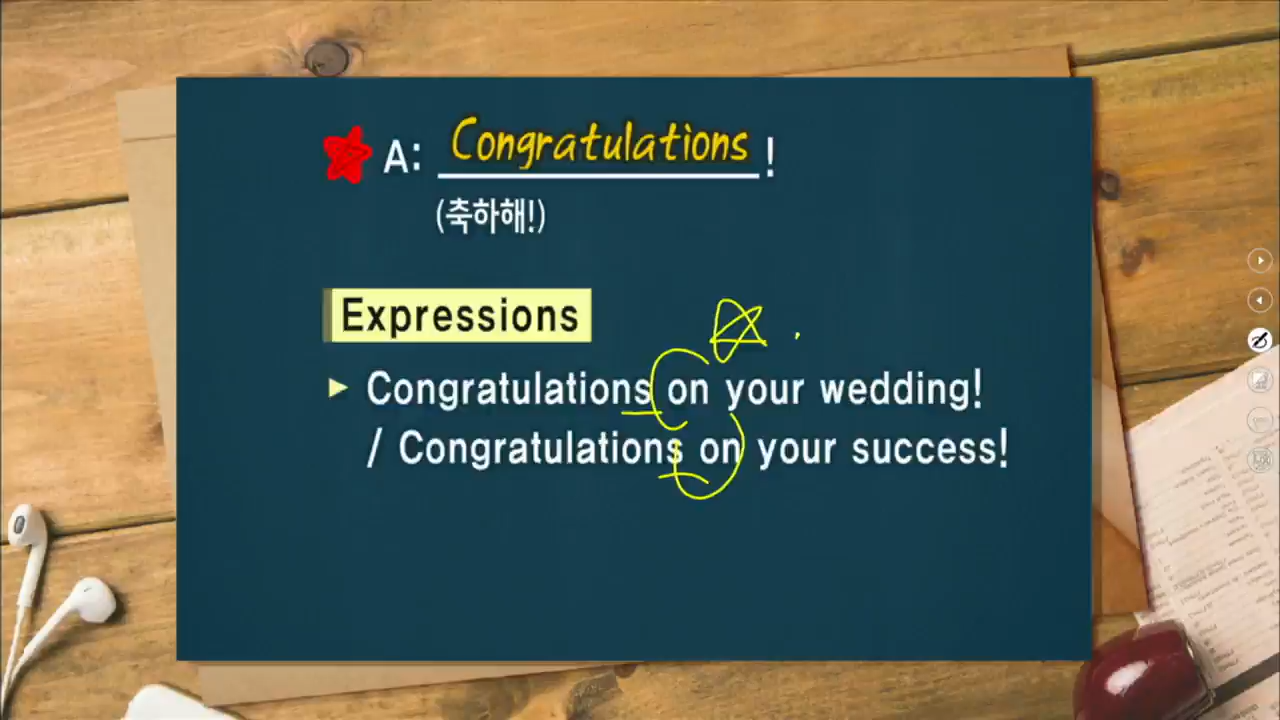 A: Congratulations!
(축하해!)
Expressions
▶ Congratulations on your wedding!
/ Congratulations on your success!